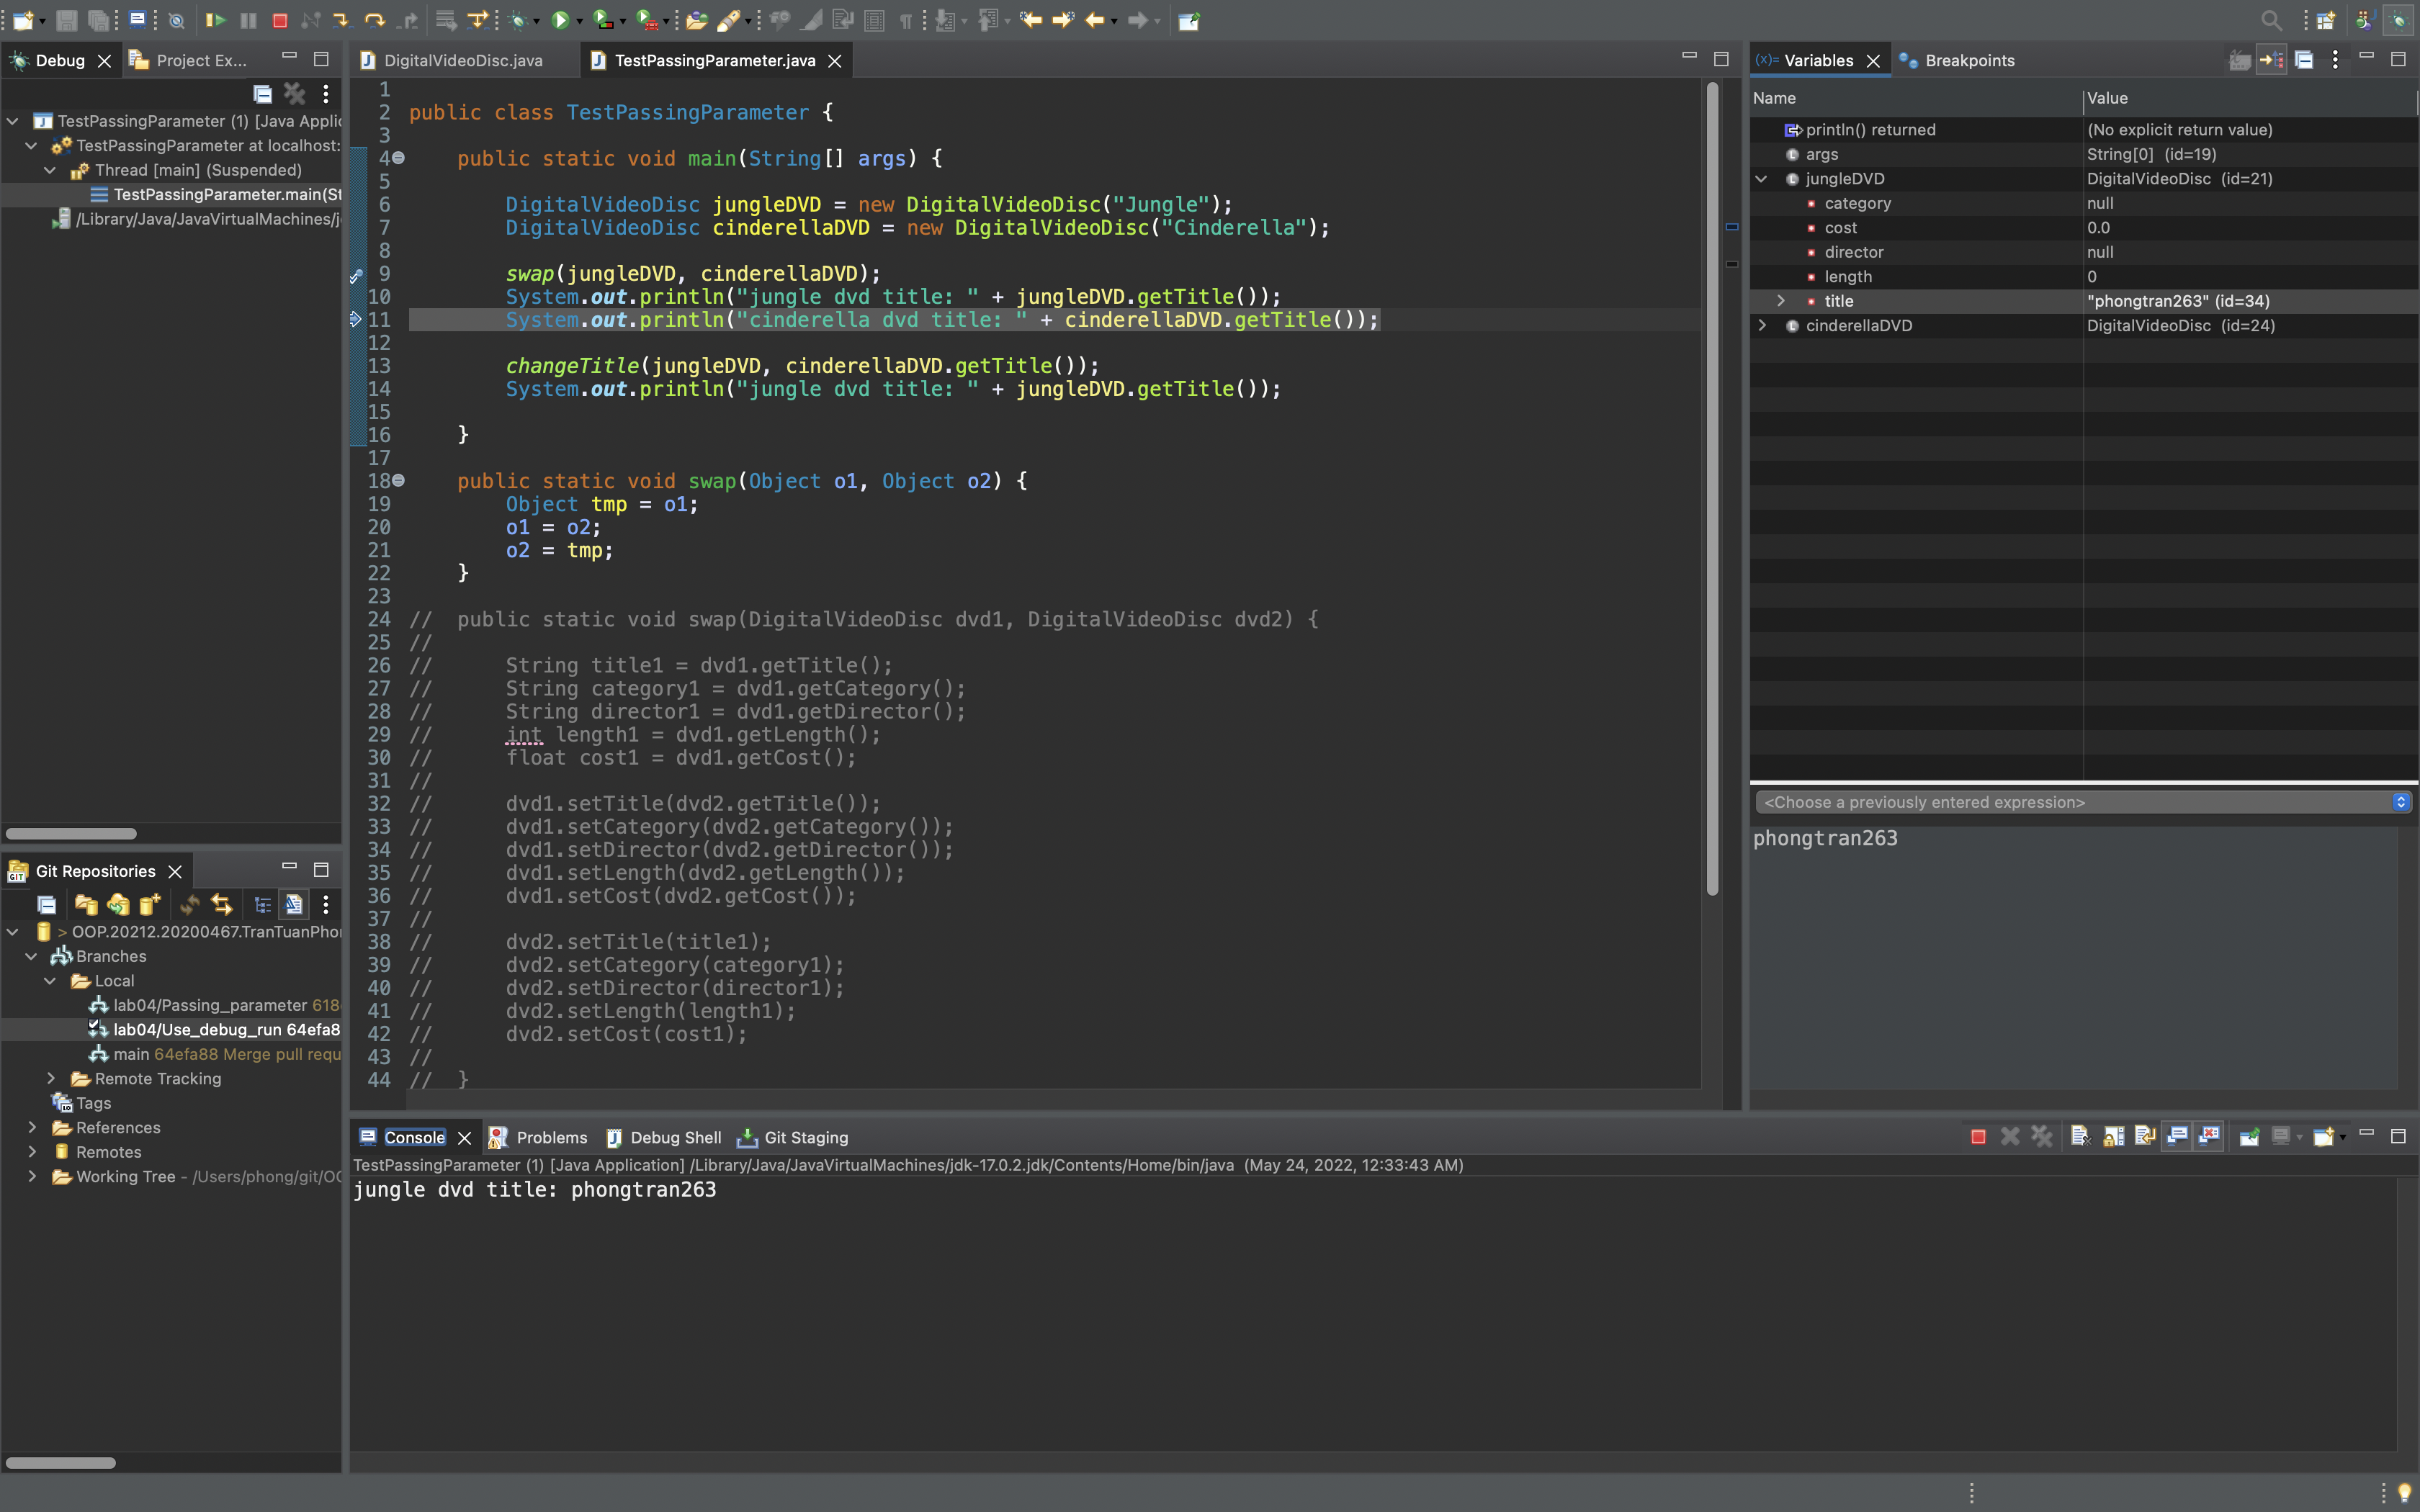 Debug
Project Ex...
TestPassingParameter (1) [Java Applic
TestPassingParameter at localhost:
Thread [main] (Suspended)
TestPassingParameter.main(St
/Library/Java/JavaVirtualMachines/j
Git Repositories
> OOP.20212.20200467.TranTuanPho
Branches
Local
lab04/Passing_parameter 618
lab04/Use_debug_run 64efa8
main 64efa88 Merge pull requ
Remote Tracking
Tags
References
Remotes
Working Tree - /Users/phong/git/OO
DigitalVideoDisc.java
TestPassingParameter.java
1
2 public class TestPassingParameter {
3
4 public static void main(String[] args) {
5
6 DigitalVideoDisc jungleDVD = new DigitalVideoDisc("Jungle");
7 DigitalVideoDisc cinderellaDVD = new DigitalVideoDisc("Cinderella");
8
9 swap(jungleDVD, cinderellaDVD);
10 System.out.println("jungle dvd title: " + jungleDVD.getTitle());
11 System.out.println("cinderella dvd title: " + cinderellaDVD.getTitle());
12
13 changeTitle(jungleDVD, cinderellaDVD.getTitle());
14 System.out.println("jungle dvd title: " + jungleDVD.getTitle());
15
16 }
17
18 public static void swap(Object o1, Object o2) {
19 Object tmp = o1;
20 o1 = o2;
21 o2 = tmp;
22 }
23
24 // public static void swap(DigitalVideoDisc dvd1, DigitalVideoDisc dvd2) {
25 //
26 // String title1 = dvd1.getTitle();
27 // String category1 = dvd1.getCategory();
28 // String director1 = dvd1.getDirector();
29 // int length1 = dvd1.getLength();
30 // float cost1 = dvd1.getCost();
31 //
32 // dvd1.setTitle(dvd2.getTitle());
33 // dvd1.setCategory(dvd2.getCategory());
34 // dvd1.setDirector(dvd2.getDirector());
35 // dvd1.setLength(dvd2.getLength());
36 // dvd1.setCost(dvd2.getCost());
37 //
38 // dvd2.setTitle(title1);
39 // dvd2.setCategory(category1);
40 // dvd2.setDirector(director1);
41 // dvd2.setLength(length1);
42 // dvd2.setCost(cost1);
43 //
44 // }
(x)= Variables
Breakpoints
Name Value
println() returned (No explicit return value)
args String[0] (id=19)
jungleDVD DigitalVideoDisc (id=21)
category null
cost 0.0
director null
length 0
title "phongtran263" (id=34)
cinderellaDVD DigitalVideoDisc (id=24)
<Choose a previously entered expression>
phongtran263
Console
Problems
Debug Shell
Git Staging
TestPassingParameter (1) [Java Application] /Library/Java/JavaVirtualMachines/jdk-17.0.2.jdk/Contents/Home/bin/java (May 24, 2022, 12:33:43 AM)
jungle dvd title: phongtran263